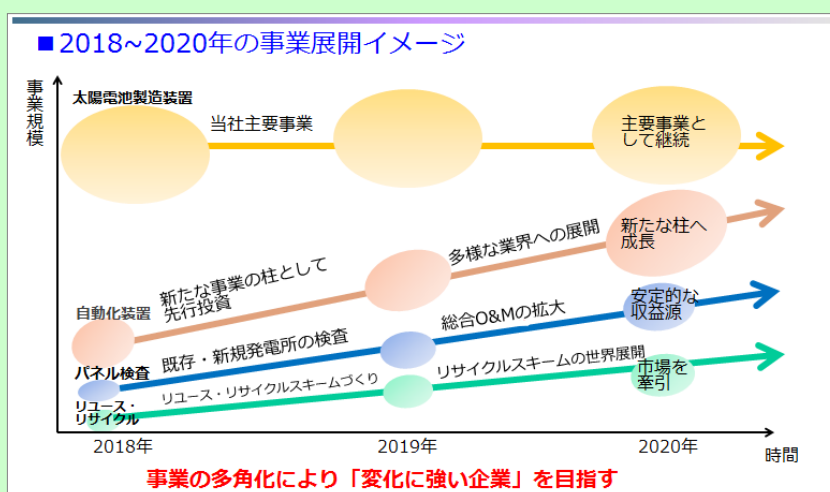 ■2018~2020年の事業展開イメージ
事業規模
太陽電池製造装置
当社主要事業
主要事業と
して継続
新たな柱へ
成長
多様な業界への展開
新たな事業の柱として
先行投資
自動化装置
安定的な
収益源
総合O&Mの拡大
既存・新規発電所の検査
パネル検査
市場を
牽引
リサイクルスキームの世界展開
リユース・リサイクルスキームづくり
リユース・
リサイクル
2018年
2019年
2020年
時間
事業の多角化により「変化に強い企業」を目指す